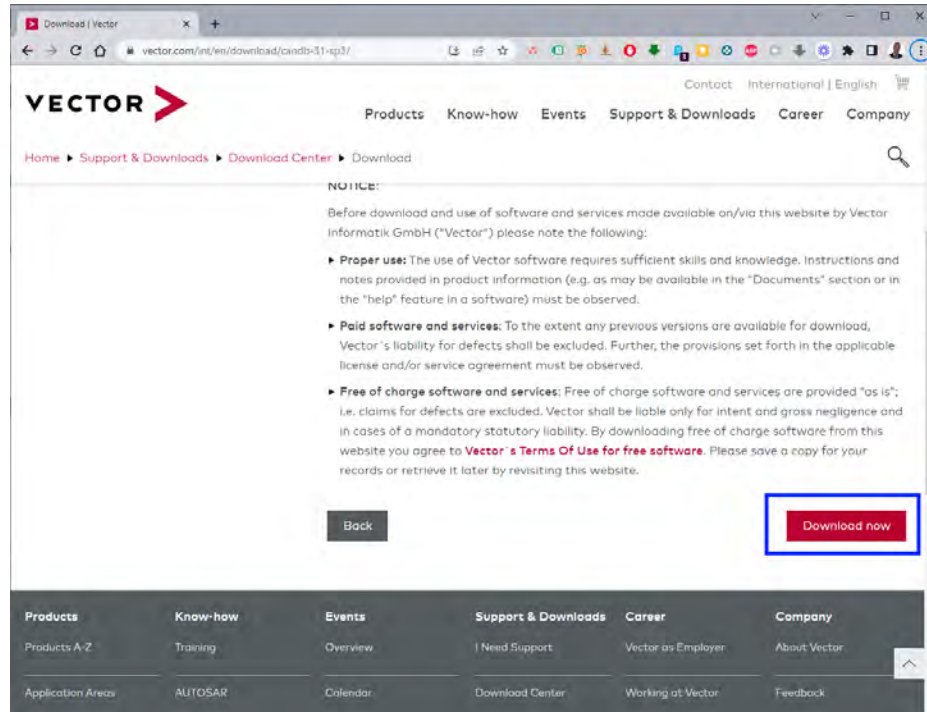 Download | Vector
vector.com/int/en/download/candb-31-sp3/
Contact International | English
VECTOR
Products Know-how Events Support & Downloads Career Company
Home ▸ Support & Downloads ▸ Download Center ▸ Download
NOTICE:
Before download and use of software and services made available on/via this website by Vector
Informatik GmbH ("Vector") please note the following:
▸ Proper use: The use of Vector software requires sufficient skills and knowledge. Instructions and
notes provided in product information (e.g. as may be available in the "Documents" section or in
the "help" feature in a software) must be observed.
▸ Paid software and services: To the extent any previous versions are available for download,
Vector`s liability for defects shall be excluded. Further, the provisions set forth in the applicable
license and/or service agreement must be observed.
▸ Free of charge software and services: Free of charge software and services are provided "as is";
i.e. claims for defects are excluded. Vector shall be liable only for intent and gross negligence and
in cases of a mandatory statutory liability. By downloading free of charge software from this
website you agree to Vector`s Terms Of Use for free software. Please save a copy for your
records or retrieve it later by revisiting this website.
Back Download now
Products Know-how Events Support & Downloads Career Company
Products A-Z Training Overview I Need Support Vector as Employer About Vector
Application Areas AUTOSAR Calendar Download Center Working at Vector Feedback